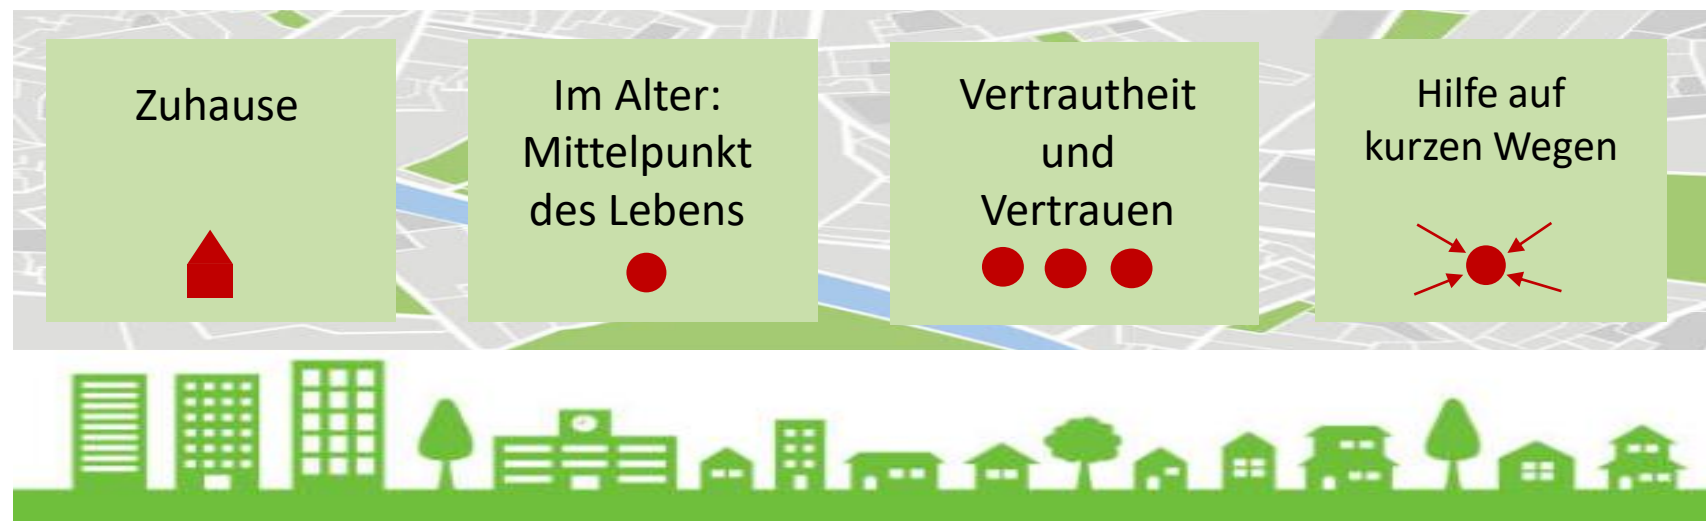 Zuhause
Im Alter:
Mittelpunkt
des Lebens
Vertrautheit
und
Vertrauen
Hilfe auf
kurzen Wegen